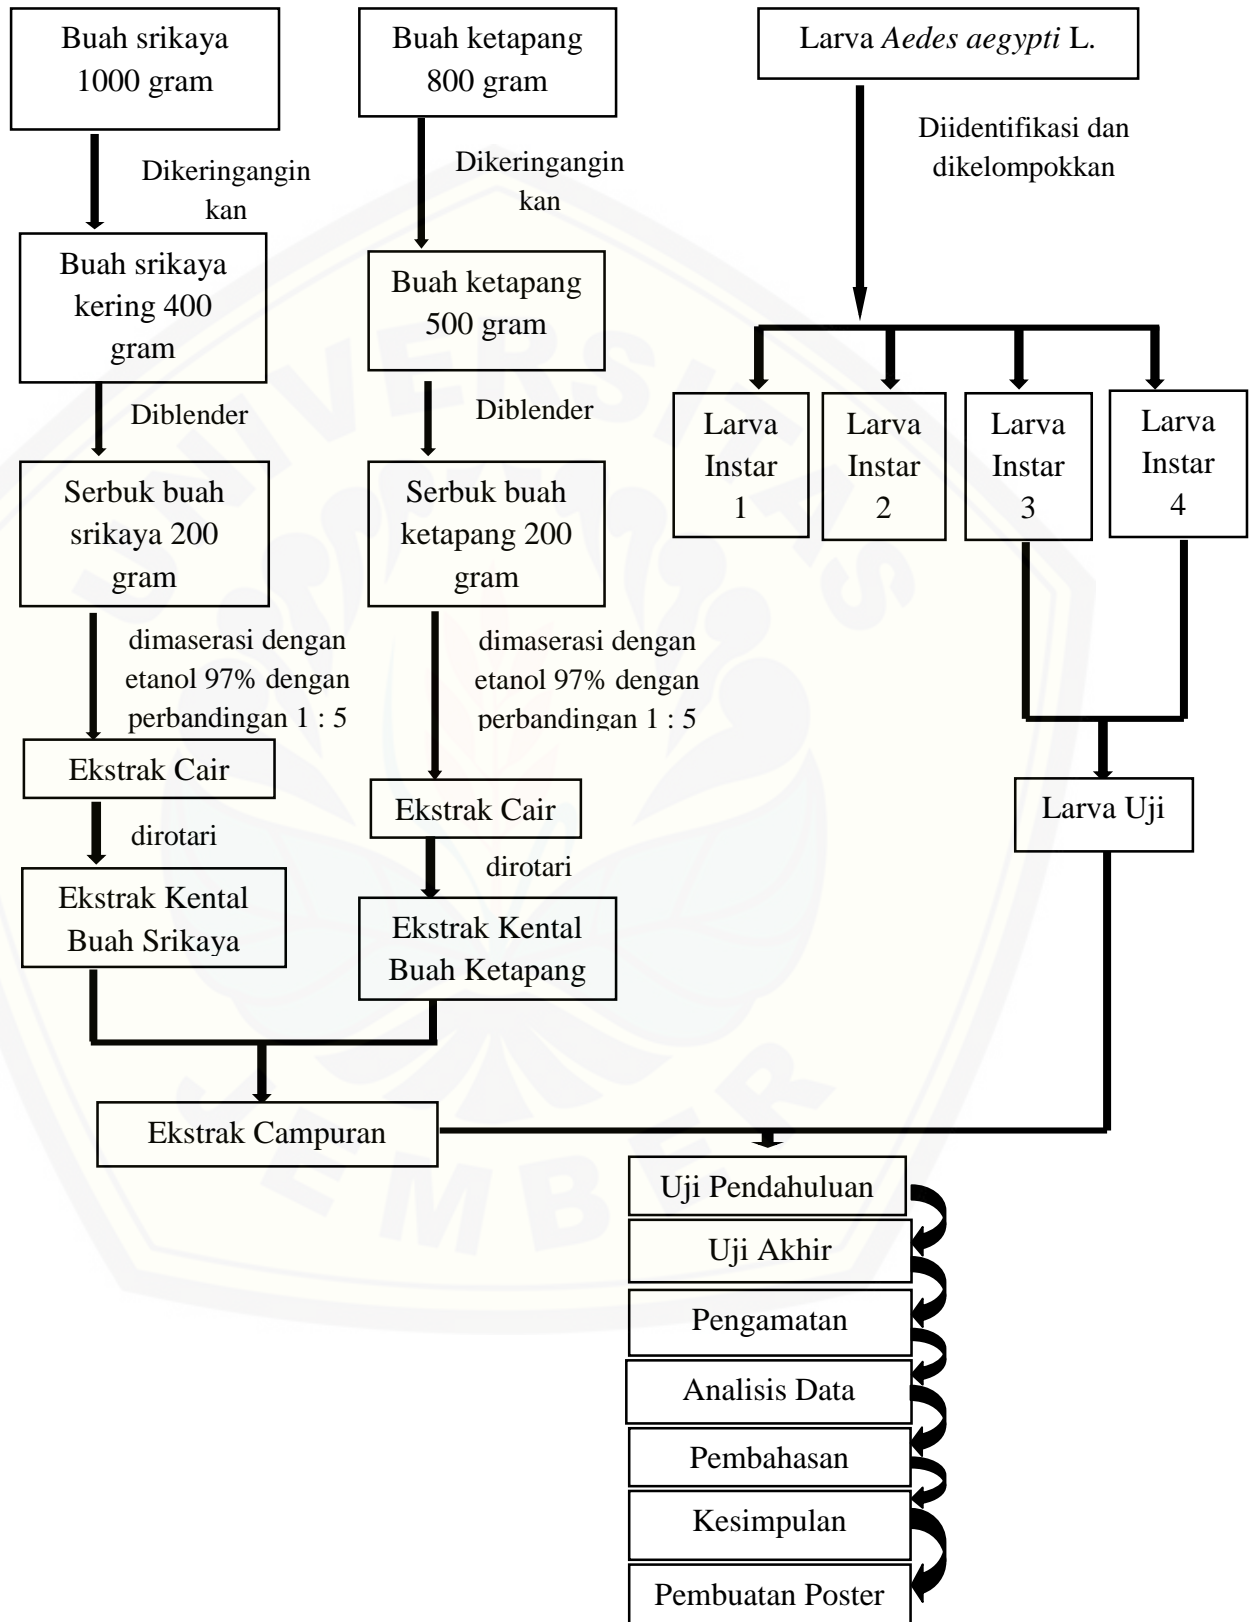 Buah srikaya
1000 gram
Buah ketapang
800 gram
Larva Aedes aegypti L.
Dikeringangin
kan
Dikeringangin
kan
Diidentifikasi dan
dikelompokkan
Buah srikaya
kering 400
gram
Buah ketapang
500 gram
Diblender
Diblender
Larva
Instar
1
Larva
Instar
2
Larva
Instar
3
Larva
Instar
4
Serbuk buah
srikaya 200
gram
Serbuk buah
ketapang 200
gram
dimaserasi dengan
etanol 97% dengan
perbandingan 1 : 5
dimaserasi dengan
etanol 97% dengan
perbandingan 1 : 5
Ekstrak Cair
Ekstrak Cair
Larva Uji
dirotari
dirotari
Ekstrak Kental
Buah Srikaya
Ekstrak Kental
Buah Ketapang
Ekstrak Campuran
Uji Pendahuluan
Uji Akhir
Pengamatan
Analisis Data
Pembahasan
Kesimpulan
Pembuatan Poster
UNIVERSITAS
JEMBER